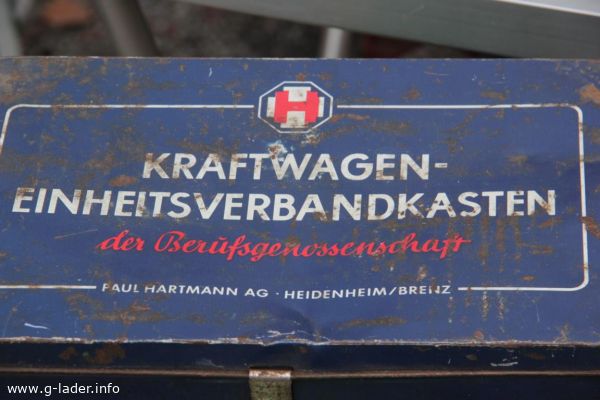 H
KRAFTWAGEN-
EINHEITSVERBANDKASTEN
der Berufsgenossenschaft
PAUL HARTMANN AG · HEIDENHEIM/BRENZ
www.g-lader.info